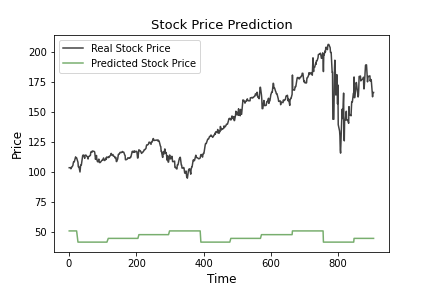 Stock Price Prediction
Real Stock Price
Predicted Stock Price
Price
200
175
150
125
100
75
50
0 200 400 600 800
Time